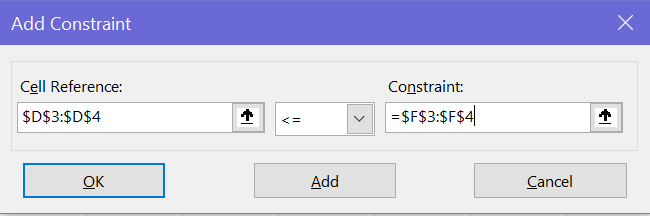 Add Constraint
Cell Reference: Constraint:
$D$3:$D$4 <= =$F$3:$F$4
OK Add Cancel